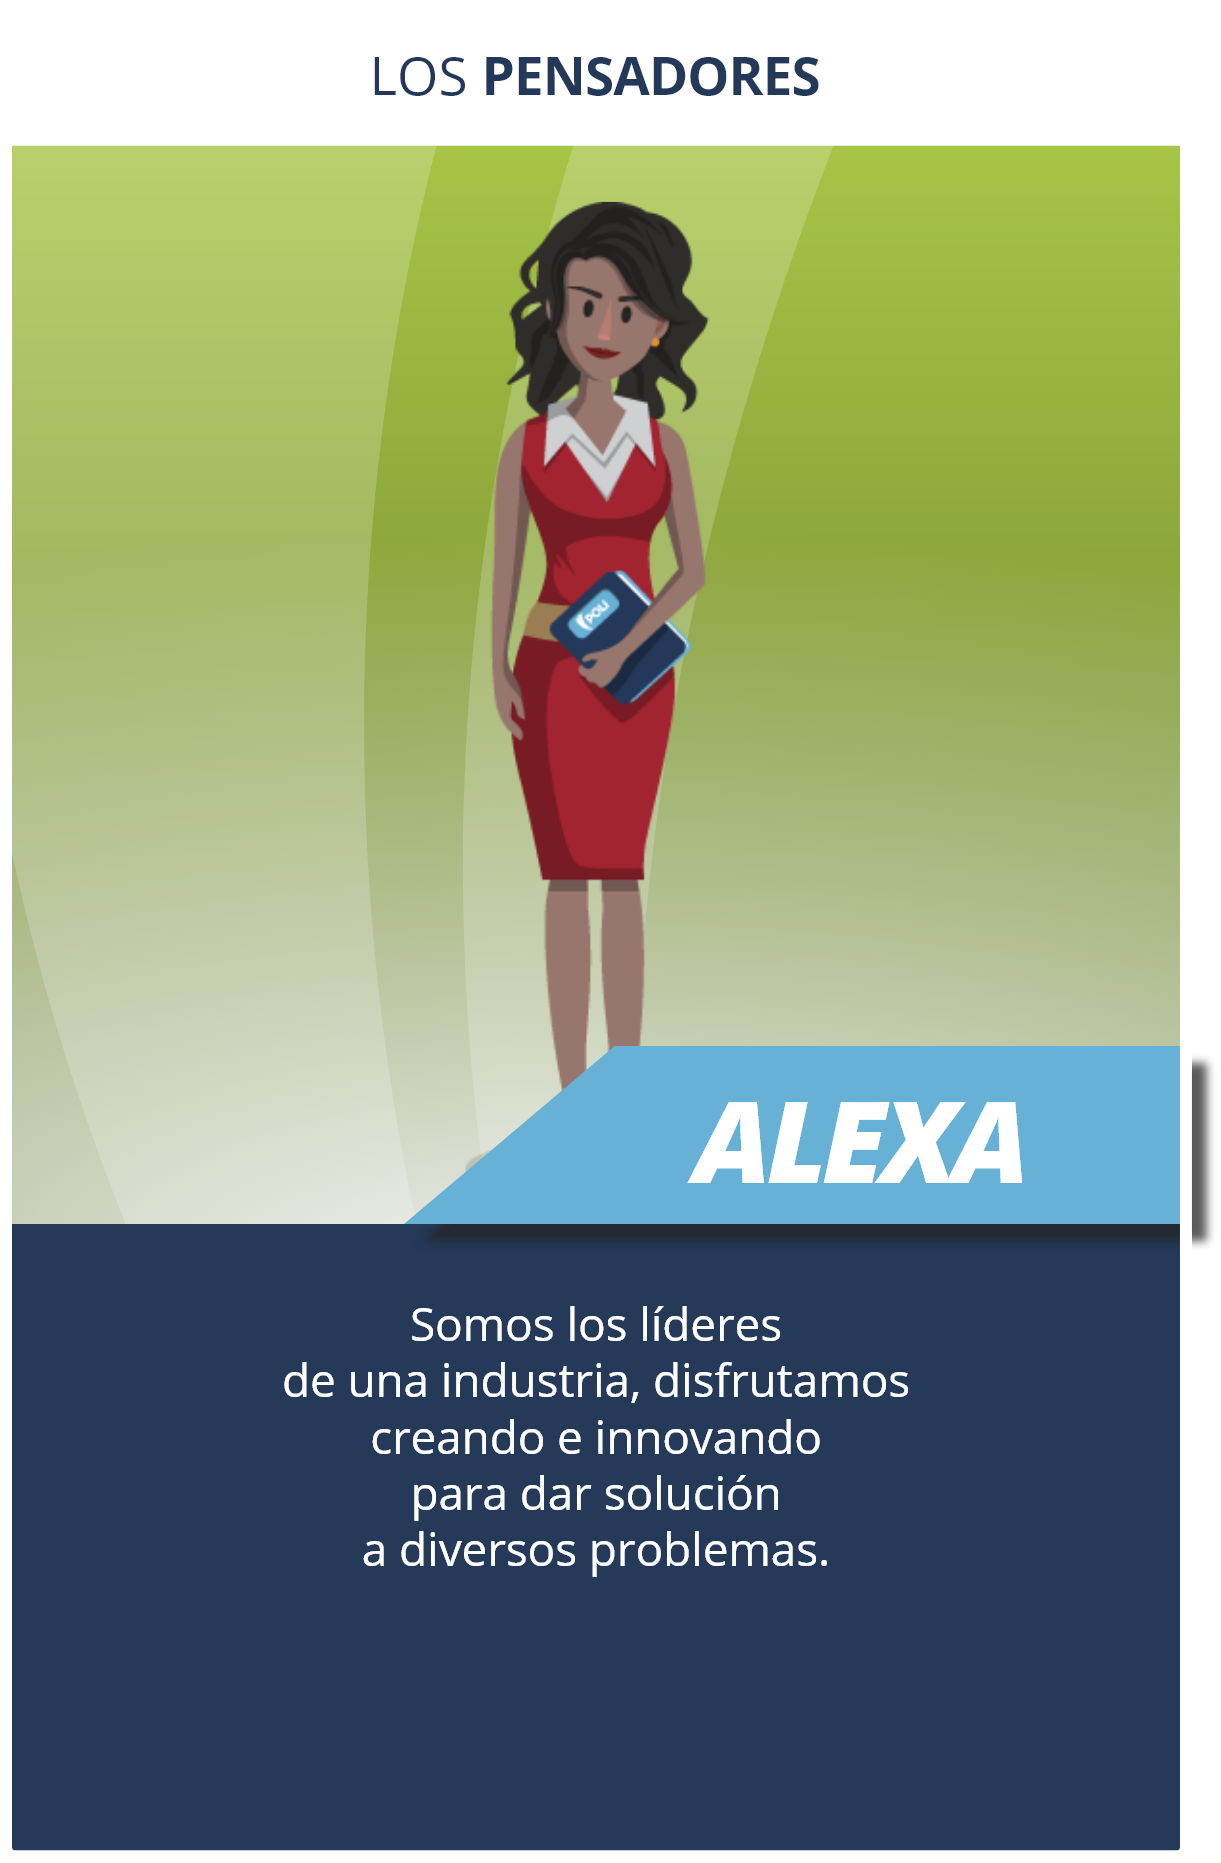 LOS PENSADORES
POLI
ALEXA
Somos los líderes
de una industria, disfrutamos
creando e innovando
para dar solución
a diversos problemas.